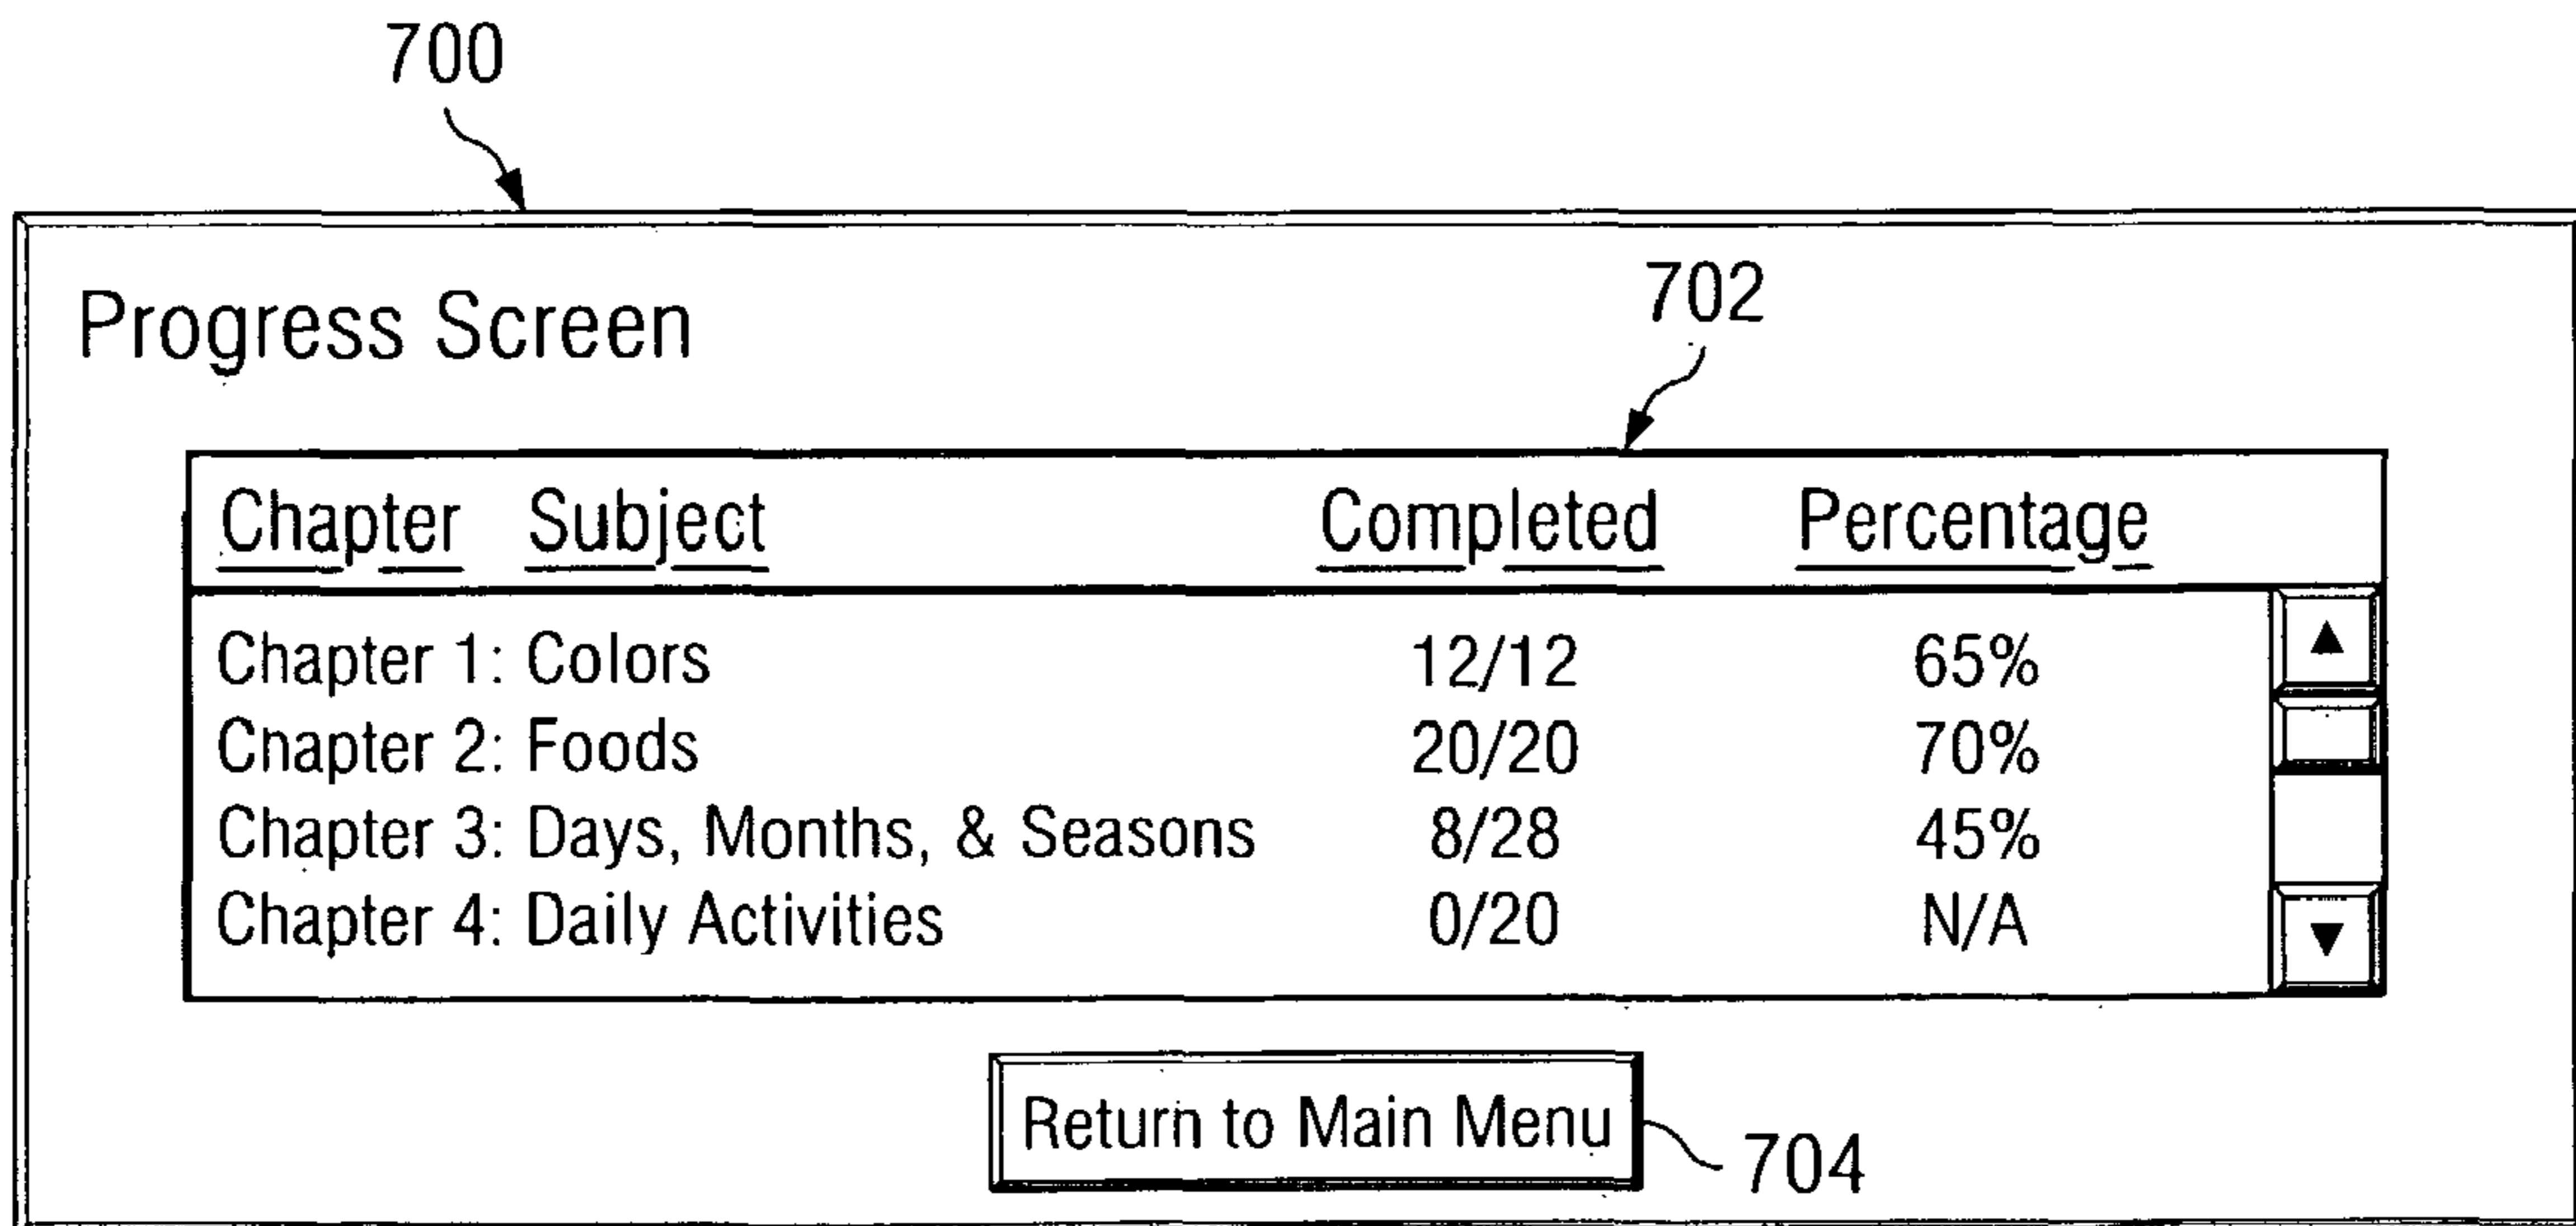 700
Progress Screen
702
Chapter Subject Completed Percentage
Chapter 1: Colors 12/12 65%
Chapter 2: Foods 20/20 70%
Chapter 3: Days, Months, & Seasons 8/28 45%
Chapter 4: Daily Activities 0/20 N/A
Return to Main Menu
704